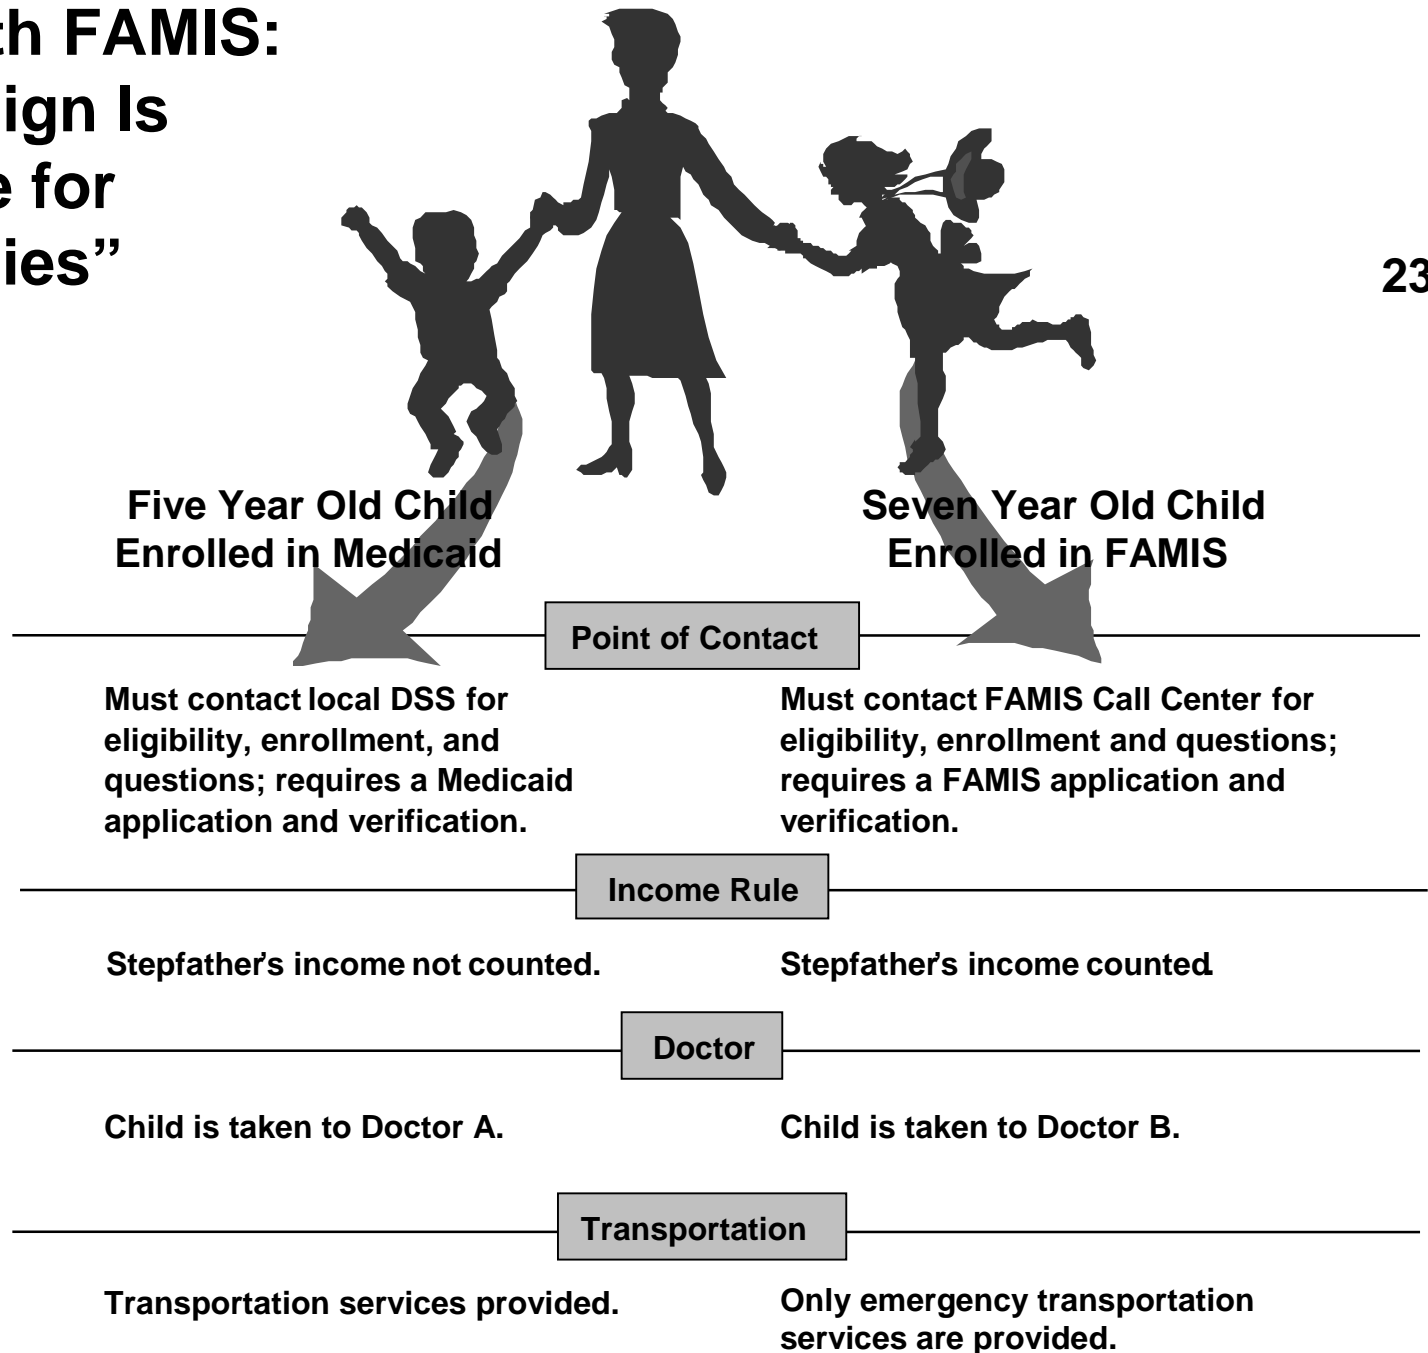 th FAMIS:
ign Is
e for
ies”
23
Five Year Old Child
Enrolled in Medicaid
Seven Year Old Child
Enrolled in FAMIS
Point of Contact
Must contact local DSS for
eligibility, enrollment, and
questions; requires a Medicaid
application and verification.
Must contact FAMIS Call Center for
eligibility, enrollment and questions;
requires a FAMIS application and
verification.
Income Rule
Stepfather's income not counted.
Stepfather's income counted.
Doctor
Child is taken to Doctor A.
Child is taken to Doctor B.
Transportation
Transportation services provided.
Only emergency transportation
services are provided.